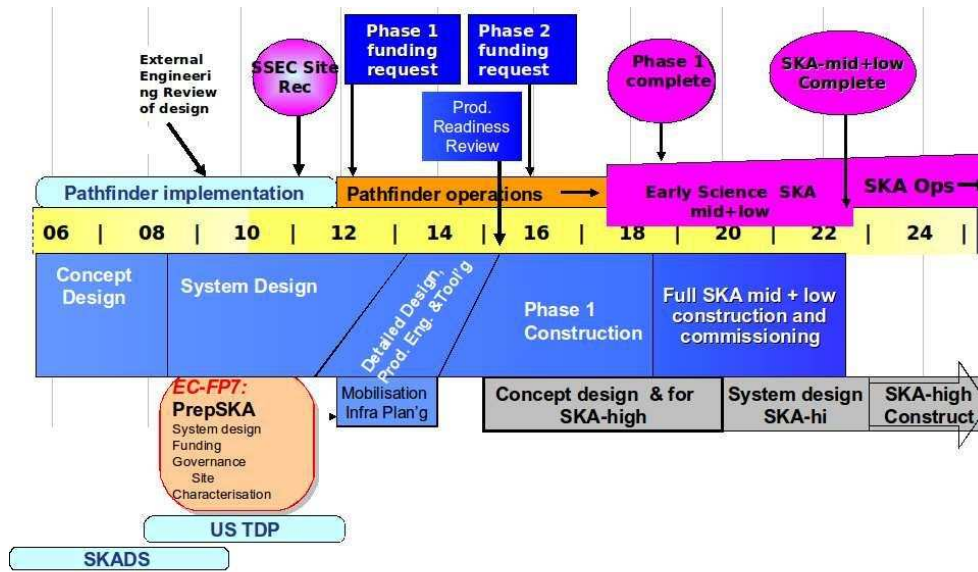 External
Engineeri
ng Review
of design
SSEC Site
Rec
Phase 1
funding
request
Phase 2
funding
request
Prod.
Readiness
Review
Phase 1
complete
SKA-mid+low
Complete
Pathfinder implementation
Pathfinder operations
Early Science SKA
mid+low
SKA Ops
06 | 08 | 10 | 12 | 14 | 16 | 18 | 20 | 22 | 24 |
Concept
Design
System Design
Detailed Design,
Prod. Eng. &Tool'g
Phase 1
Construction
Full SKA mid + low
construction and
commissioning
EC-FP7:
PrepSKA
System design
Funding
Governance
Site
Characterisation
Mobilisation
Infra Plan'g
Concept design & for
SKA-high
System design
SKA-hi
SKA-high
Construct
US TDP
SKADS